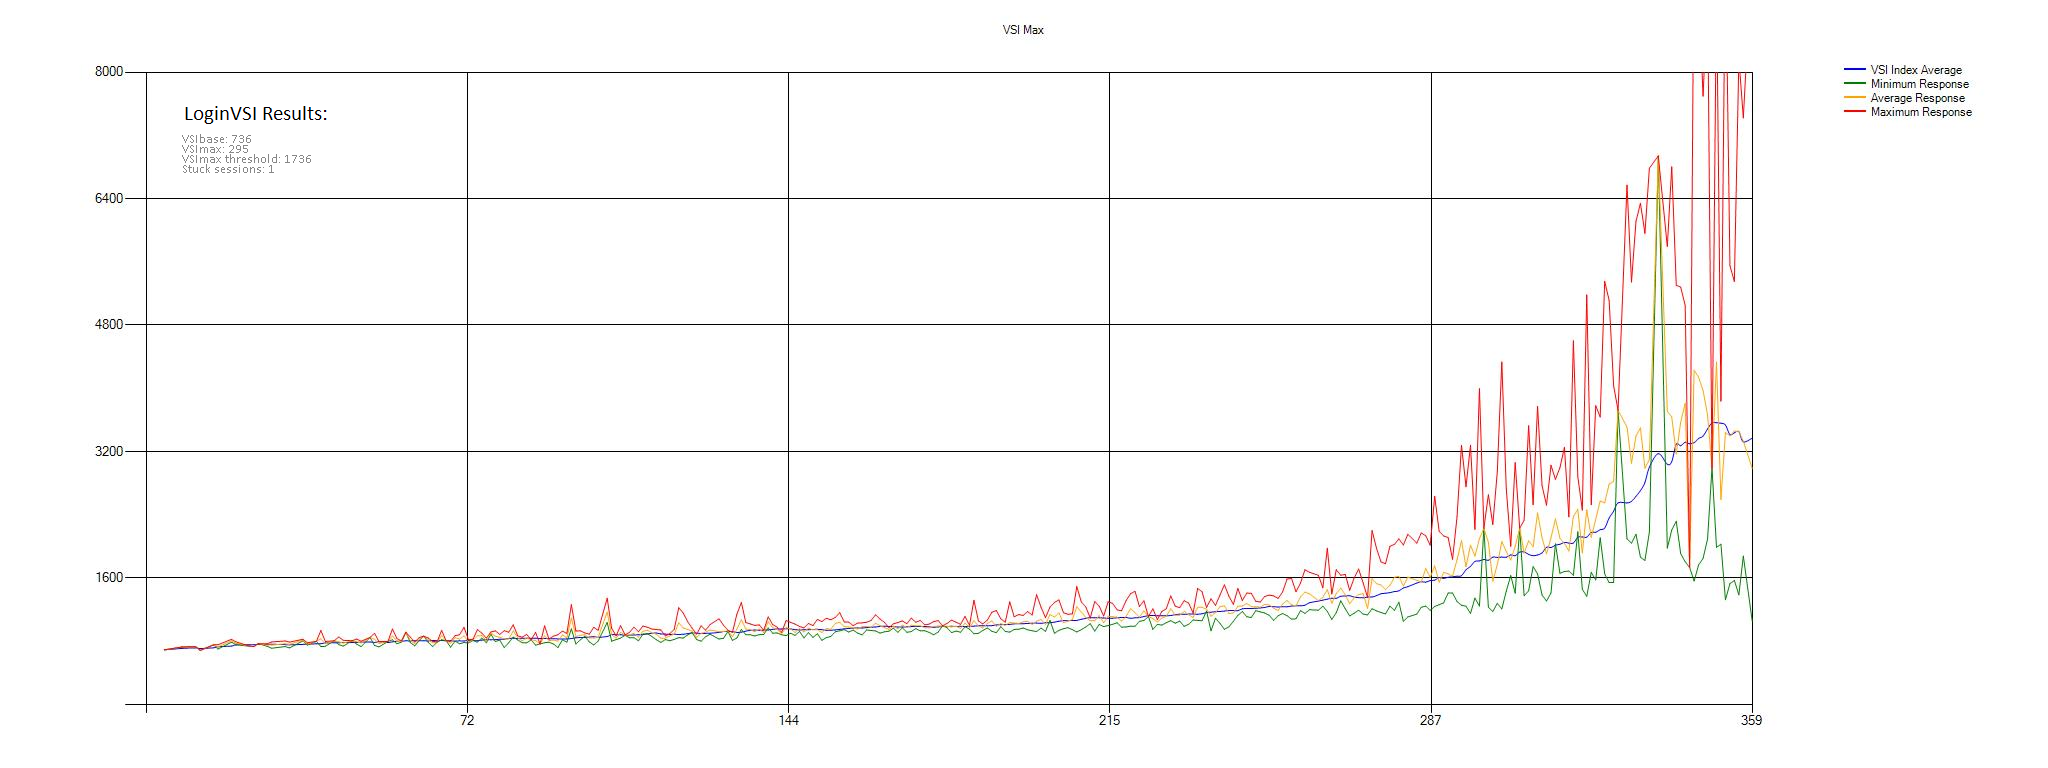 VSI Max
8000
6400
4800
3200
1600
LoginVSI Results:
VSIbase: 736
VSImax: 295
VSImax threshold: 1736
Stuck sessions: 1
VSI Index Average
Minimum Response
Average Response
Maximum Response
72
144
215
287
359